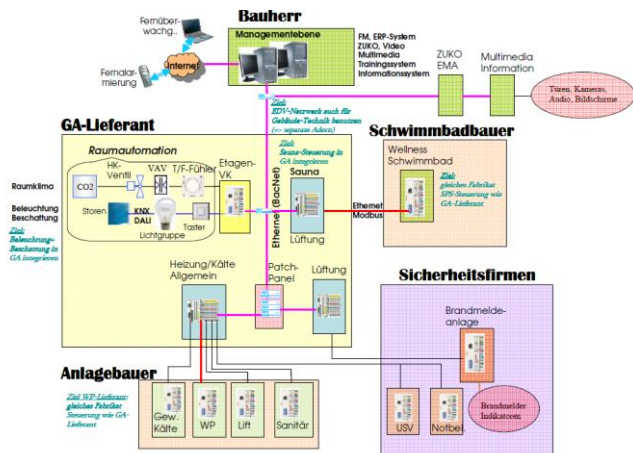 Bauherr
Fernüber-
wachg..
Managementebene
Internet
Fernalar-
mierung
FM, ERP-System
ZUKO, Video
Multimedia
Trainingssystem
Informationssystem
ZUKO
EMA
Multimedia
Information
Türen, Kameras,
Audio, Bildschirme
Ziel:
EDV-Netzwerk auch für
Gebäude-Technik benutzen
(=> separate Adern)
GA-Lieferant
Raumautomation
HK-
Ventil
VAV
T/F-Fühler
Etagen-
VK
Raumklima
CO2
Beleuchtung
Beschattung
Storen
KNX
DALI
Lichtgruppe
Taster
Ziel:
Beleuchtung-
Beschattung in
GA integrieren
Ethernet (BacNet)
Ziel:
Sauna-Steuerung in
GA integrieren
Sauna
Lüftung
Ethernet
Modbus
Schwimmbadbauer
Wellness
Schwimmbad
Ziel:
gleiches Fabrikat
SPS-Steuerung wie
GA-Lieferant
Heizung/Kälte
Allgemein
Patch-
Panel
Lüftung
Sicherheitsfirmen
Brandmelde-
anlage
Brandmelder
Indikatoren
USV
Notbel.
Anlagebauer
Ziel WP-Lieferant:
gleiches Fabrikat
Steuerung wie GA-
Lieferant
Gew.
Kälte
WP
Lift
Sanitär